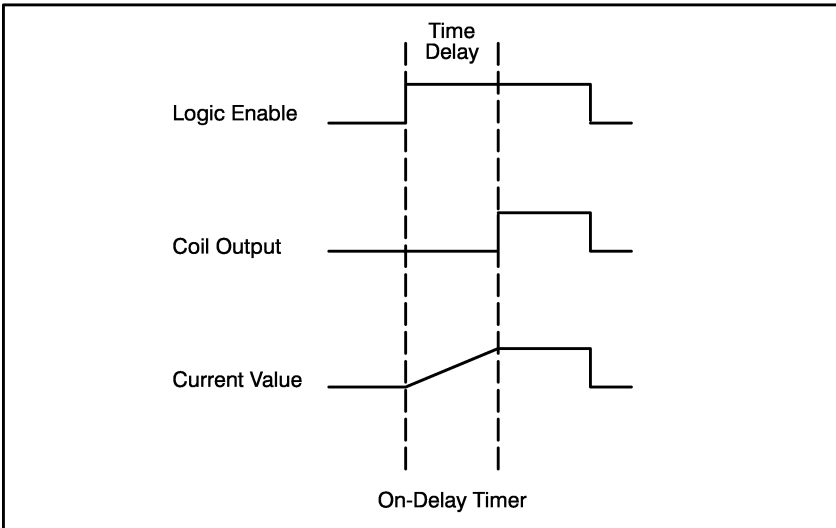 Time
Delay
Logic Enable
Coil Output
Current Value
On-Delay Timer